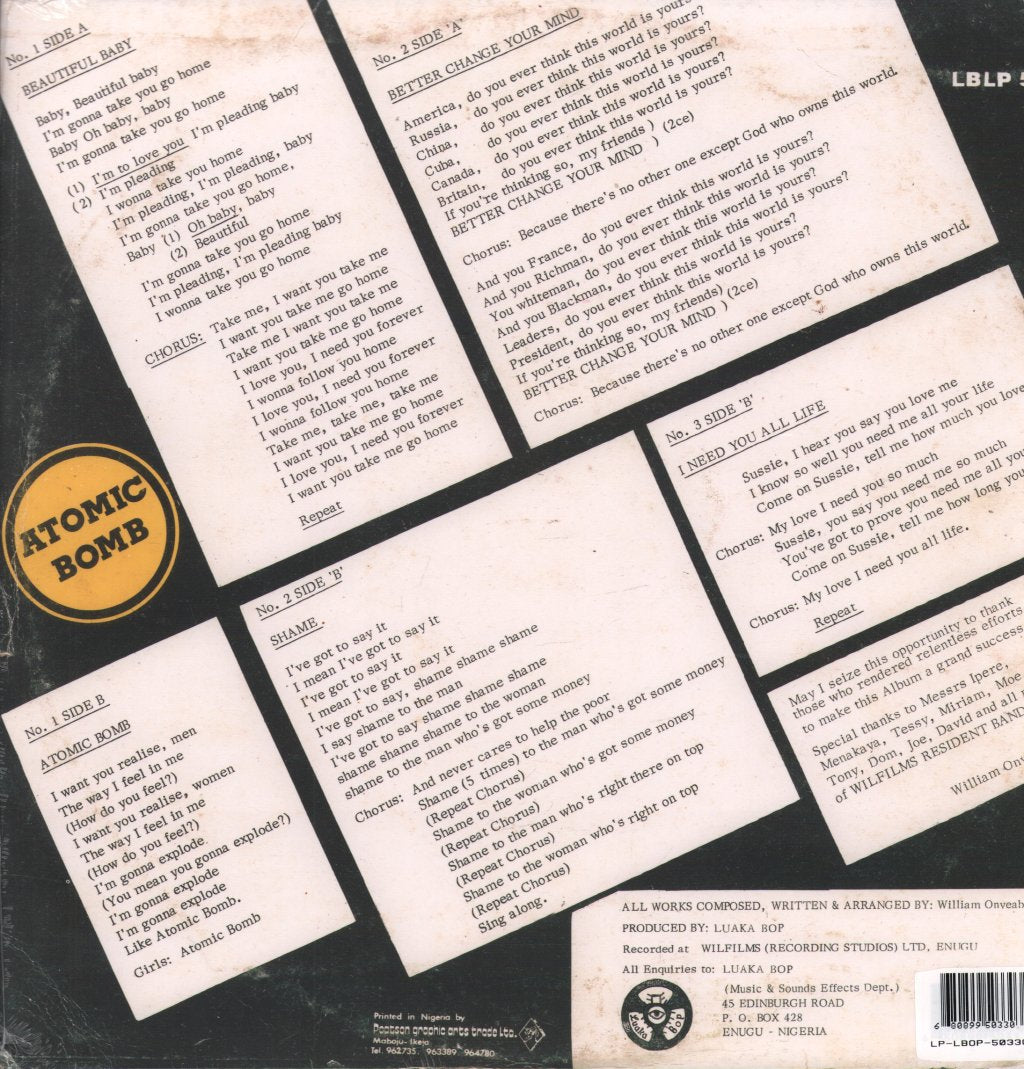 No. 1 SIDE A
BEAUTIFUL BABY
Baby, Beautiful baby
I'm gonna take you go home
Baby Oh baby, baby
I'm gonna take you go home
(1) I'm to love you I'm pleading baby
(2) I'm pleading
I wonna take you home
I'm pleading, I'm pleading, baby
I'm gonna take you go home,
Baby (1) Oh baby, baby
(2) Beautiful
I'm gonna take you go home
I'm pleading, I'm pleading baby
I wonna take you go home
CHORUS: Take me, I want you take me
I want you take me go home
Take me I want you take me
I want you take me go home
I love you, I need you forever
I wonna follow you home
I love you, I need you forever
I wonna follow you home
Take me, take me, take me
I want you take me go home
I love you, I need you forever
I want you take me go home
Repeat
No. 2 SIDE 'A'
BETTER CHANGE YOUR MIND
America, do you ever think this world is yours?
Russia, do you ever think this world is yours?
China, do you ever think this world is yours?
Cuba, do you ever think this world is yours?
Canada, do you ever think this world is yours?
Britain, do you ever think this world is yours?
If you're thinking so, my friends ) (2ce)
BETTER CHANGE YOUR MIND )
Chorus: Because there's no other one except God who owns this world.
And you France, do you ever think this world is yours?
And you Richman, do you ever think this world is yours?
You whiteman, do you ever think this world is yours?
And you Blackman, do you ever think this world is yours?
Leaders, do you ever think this world is yours?
President, do you ever think this world is yours?
If you're thinking so, my friends) (2ce)
BETTER CHANGE YOUR MIND )
Chorus: Because there's no other one except God who owns this world.
LBLP 5
ATOMIC
BOMB
No. 3 SIDE 'B'
I NEED YOU ALL LIFE
Sussie, I hear you say you love me
I know so well you need me all your life
Come on Sussie, tell me how much you love
Chorus: My love I need you so much
Sussie, you say you need me so much
You've got to prove you need me all you
Come on Sussie, tell me how long you
Chorus: My love I need you all life.
Repeat
No. 2 SIDE 'B'
SHAME.
I've got to say it
I mean I've got to say it
I've got to say it
I mean I've got to say it
I've got to say, shame shame shame
I say shame to the man
I've got to say shame shame shame
shame shame shame to the woman
shame to the man who's got some money
Chorus: And never cares to help the poor
Shame (5 times) to the man who's got some money
(Repeat Chorus)
Shame to the woman who's got some money
(Repeat Chorus)
Shame to the man who's right there on top
(Repeat Chorus)
Shame to the woman who's right on top
(Repeat Chorus)
Sing along.
No. 1 SIDE B
ATOMIC BOMB
I want you realise, men
The way I feel in me
(How do you feel?)
I want you realise, women
The way I feel in me
(How do you feel?)
I'm gonna explode
(You mean you gonna explode?)
I'm gonna explode
I'm gonna explode
Like Atomic Bomb.
Girls: Atomic Bomb
May I seize this opportunity to thank
those who rendered relentless efforts
to make this Album a grand success
Special thanks to Messrs Ipere,
Menakaya, Tessy, Miriam, Moe
Tony, Don, Joe, David and all
of WILFILMS RESIDENT BAND
William Onye
ALL WORKS COMPOSED, WRITTEN & ARRANGED BY: William Onyeab
PRODUCED BY: LUAKA BOP
Recorded at WILFILMS (RECORDING STUDIOS) LTD, ENUGU
All Enquiries to: LUAKA BOP
(Music & Sounds Effects Dept.)
45 EDINBURGH ROAD
P. O. BOX 428
ENUGU - NIGERIA
Luaka BOP
Printed in Nigeria by
Paatson graphic arts trade Ltd.
Maboju- Ikeja
Tel. 962735. 963389 964780
6 80899 50330
LP-LBOP-50330